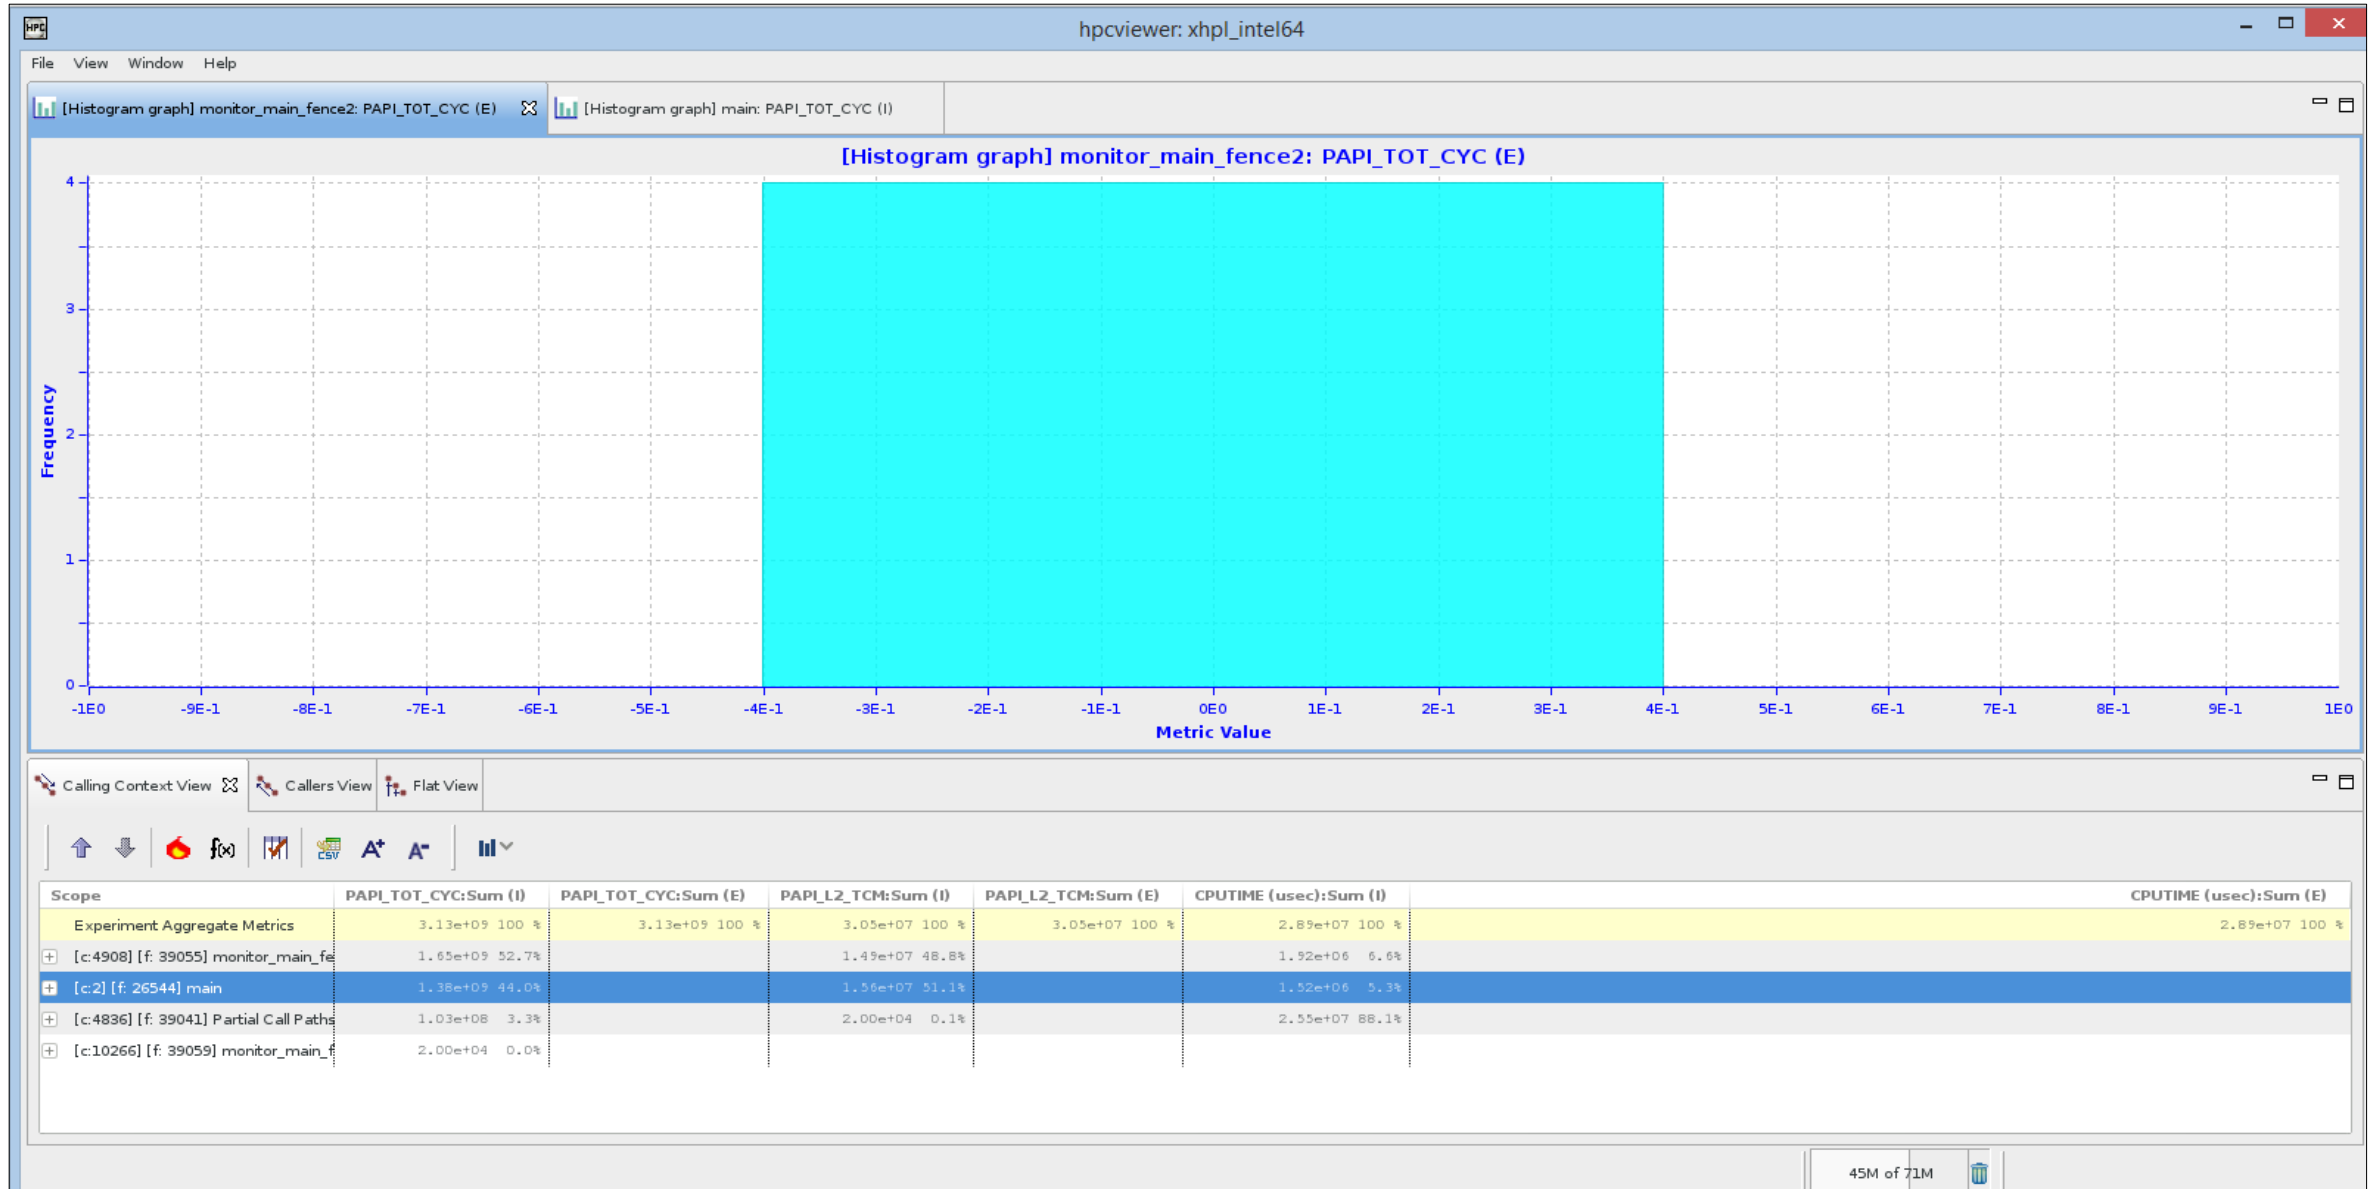 HPC
hpcviewer: xhpl_intel64
File View Window Help
[Histogram graph] monitor_main_fence2: PAPI_TOT_CYC (E)
[Histogram graph] main: PAPI_TOT_CYC (I)
[Histogram graph] monitor_main_fence2: PAPI_TOT_CYC (E)
4
3
2
1
0
Frequency
-1E0 -9E-1 -8E-1 -7E-1 -6E-1 -5E-1 -4E-1 -3E-1 -2E-1 -1E-1 0E0 1E-1 2E-1 3E-1 4E-1 5E-1 6E-1 7E-1 8E-1 9E-1 1E0
Metric Value
Calling Context View Callers View Flat View
f(x) CSV A+ A-
Scope PAPI_TOT_CYC:Sum (I) PAPI_TOT_CYC:Sum (E) PAPI_L2_TCM:Sum (I) PAPI_L2_TCM:Sum (E) CPUTIME (usec):Sum (I) CPUTIME (usec):Sum (E)
Experiment Aggregate Metrics 3.13e+09 100 % 3.13e+09 100 % 3.05e+07 100 % 3.05e+07 100 % 2.89e+07 100 % 2.89e+07 100 %
[c:4908] [f: 39055] monitor_main_fe 1.65e+09 52.7% 1.49e+07 48.8% 1.92e+06 6.6%
[c:2] [f: 26544] main 1.38e+09 44.0% 1.56e+07 51.1% 1.52e+06 5.3%
[c:4836] [f: 39041] Partial Call Paths 1.03e+08 3.3% 2.00e+04 0.1% 2.55e+07 88.1%
[c:10266] [f: 39059] monitor_main_f 2.00e+04 0.0%
45M of 71M